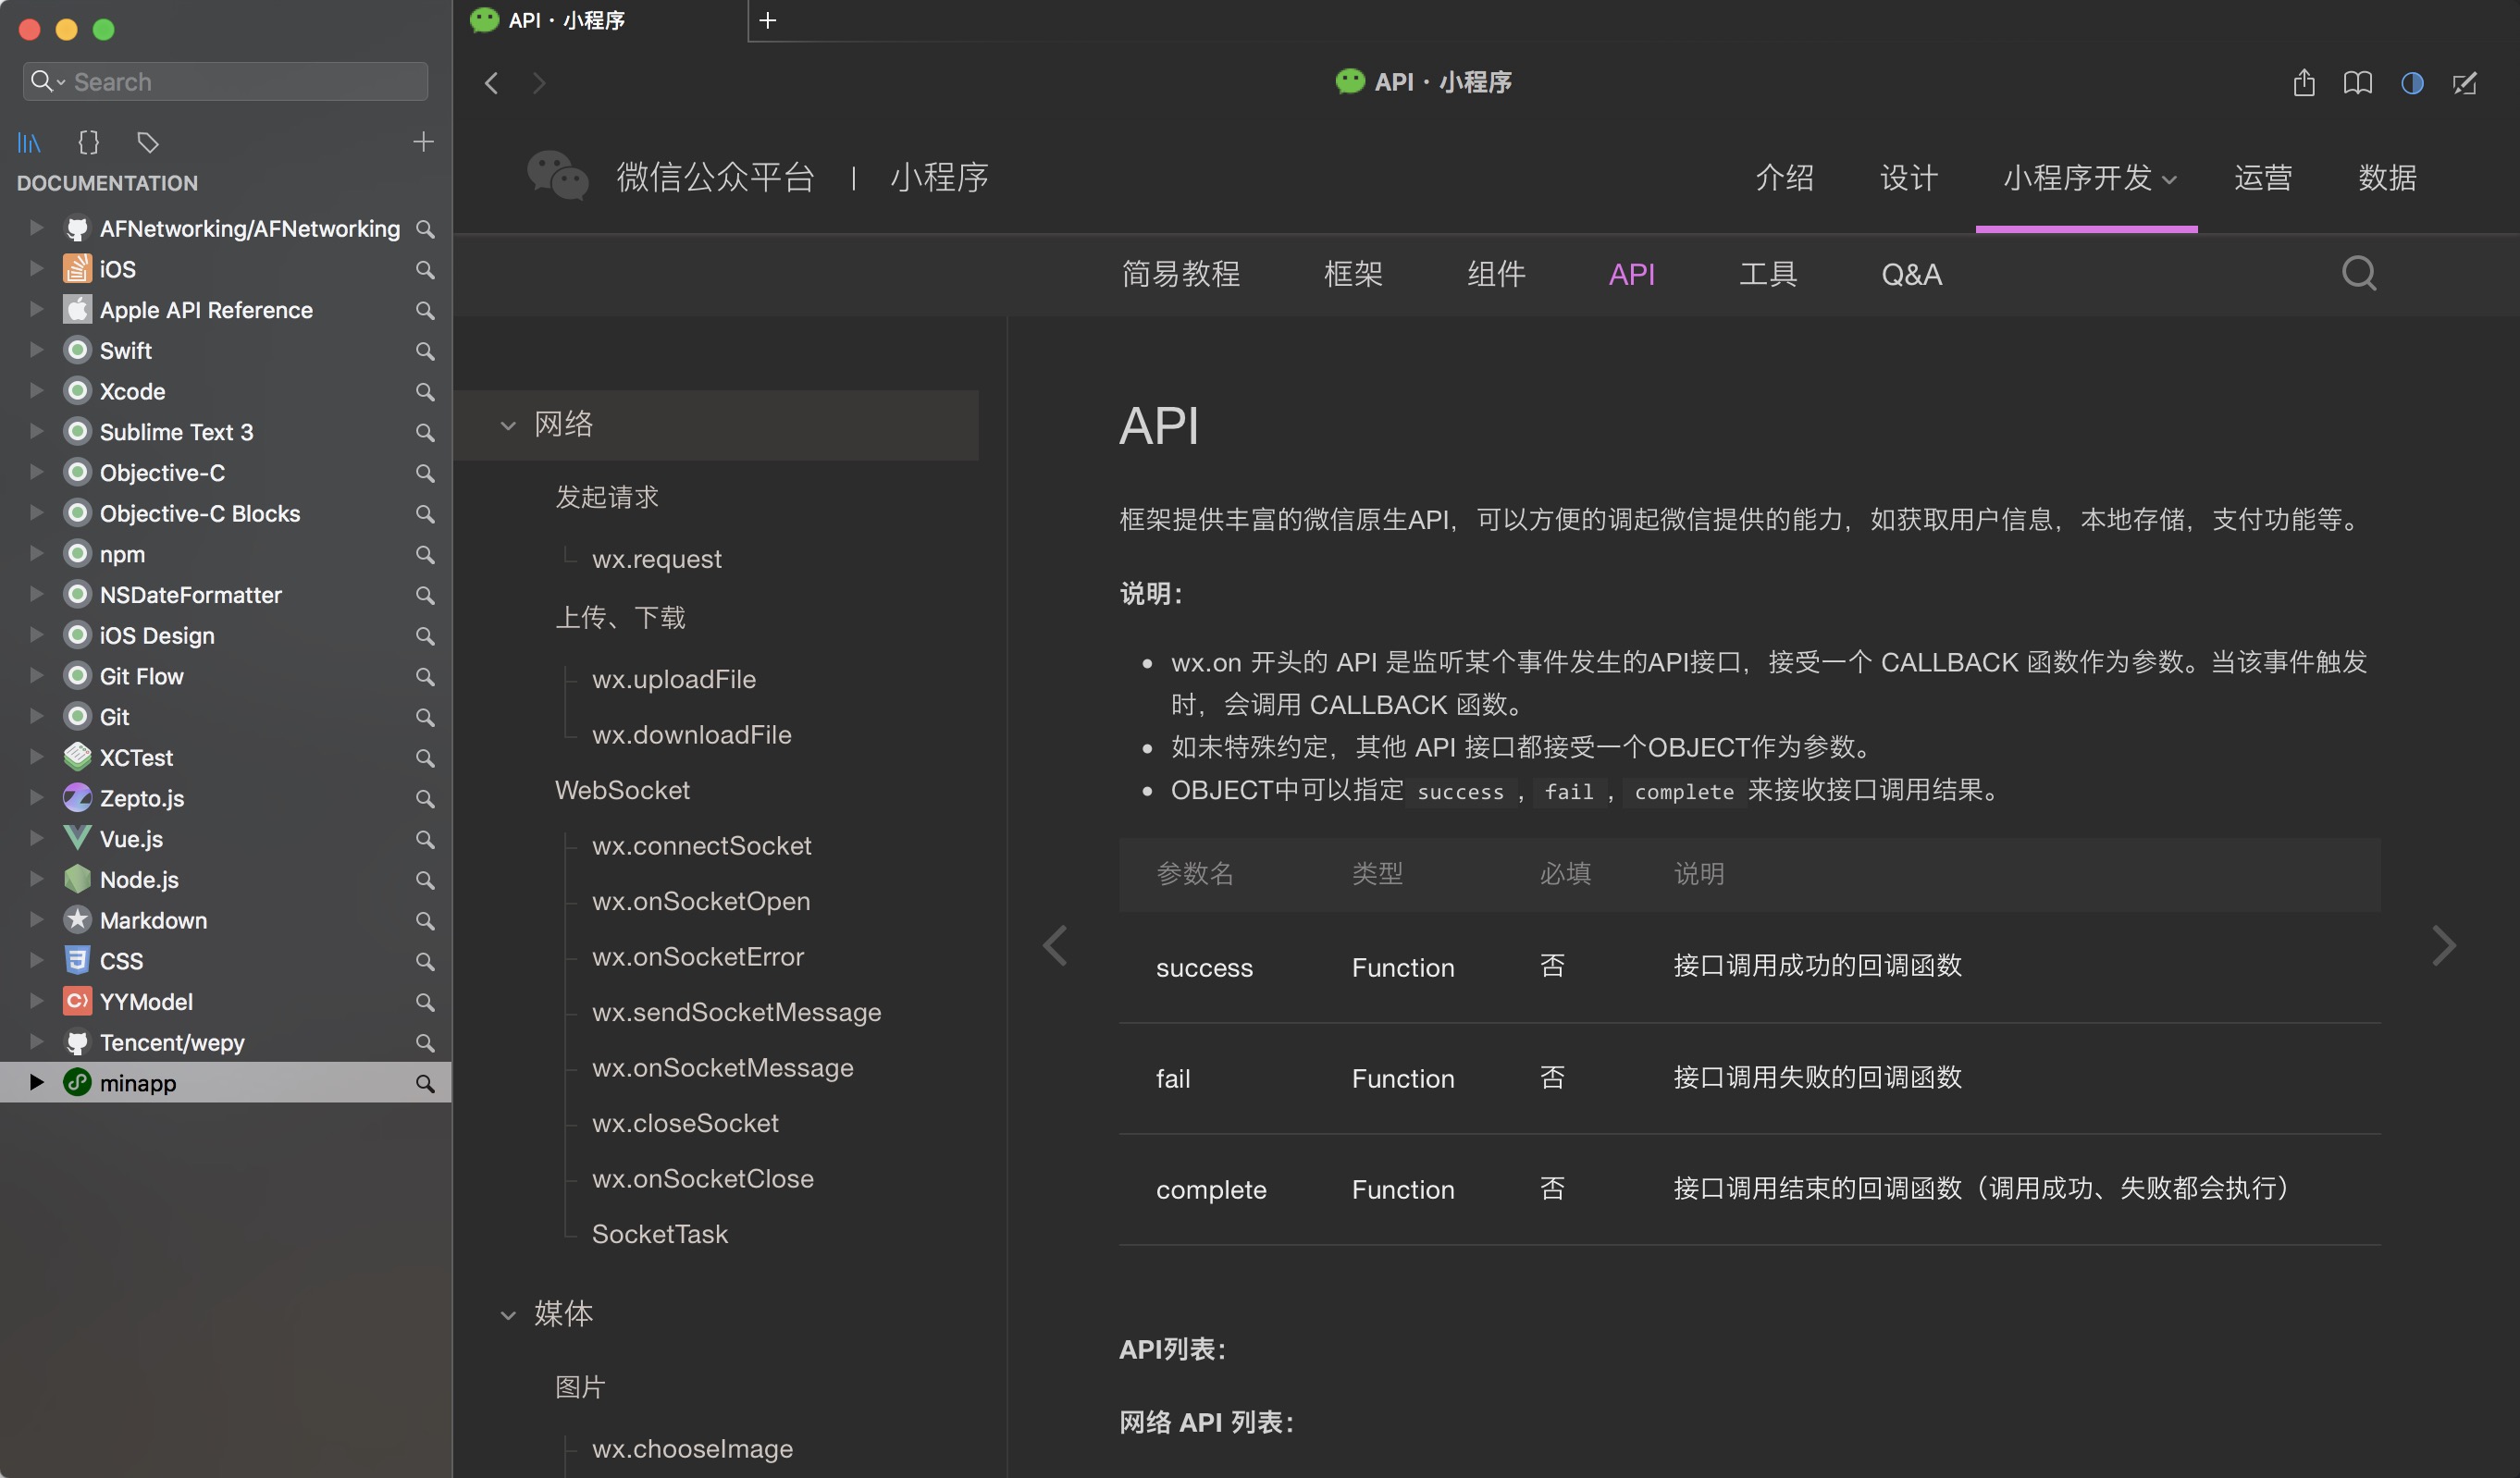 Search
DOCUMENTATION
AFNetworking/AFNetworking
iOS
Apple API Reference
Swift
Xcode
Sublime Text 3
Objective-C
Objective-C Blocks
npm
NSDateFormatter
iOS Design
Git Flow
Git
XCTest
Zepto.js
Vue.js
Node.js
Markdown
CSS
YYModel
Tencent/wepy
minapp
API · 小程序
API · 小程序
微信公众平台 | 小程序
介绍 设计 小程序开发 运营 数据
简易教程 框架 组件 API 工具 Q&A
网络
发起请求
wx.request
上传、下载
wx.uploadFile
wx.downloadFile
WebSocket
wx.connectSocket
wx.onSocketOpen
wx.onSocketError
wx.sendSocketMessage
wx.onSocketMessage
wx.closeSocket
wx.onSocketClose
SocketTask
媒体
图片
wx.chooseImage
API
框架提供丰富的微信原生API，可以方便的调起微信提供的能力，如获取用户信息，本地存储，支付功能等。
说明：
wx.on 开头的 API 是监听某个事件发生的API接口，接受一个 CALLBACK 函数作为参数。当该事件触发
时，会调用 CALLBACK 函数。
如未特殊约定，其他 API 接口都接受一个OBJECT作为参数。
OBJECT中可以指定 success , fail , complete 来接收接口调用结果。
参数名 类型 必填 说明
success Function 否 接口调用成功的回调函数
fail Function 否 接口调用失败的回调函数
complete Function 否 接口调用结束的回调函数（调用成功、失败都会执行）
API列表：
网络 API 列表：